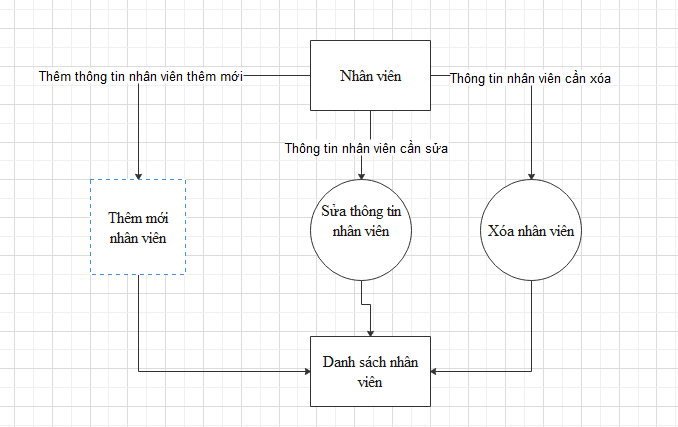 Nhân viên
Thêm thông tin nhân viên thêm mới
Thông tin nhân viên cần xóa
Thông tin nhân viên cần sửa
Thêm mới
nhân viên
Sửa thông tin
nhân viên
Xóa nhân viên
Danh sách nhân
viên